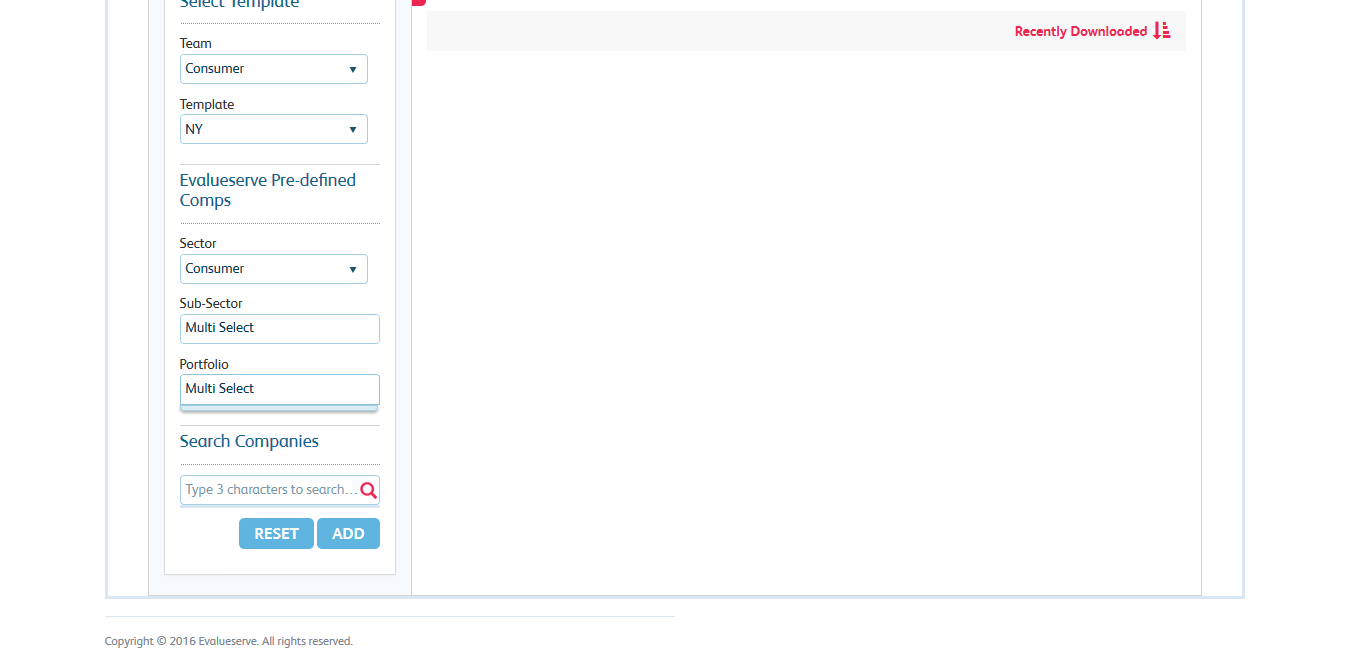 Select Template
Recently Downloaded
Team
Consumer
Template
NY
Evalueserve Pre-defined
Comps
Sector
Consumer
Sub-Sector
Multi Select
Portfolio
Multi Select
Search Companies
Type 3 characters to search...
RESET ADD
Copyright © 2016 Evalueserve. All rights reserved.